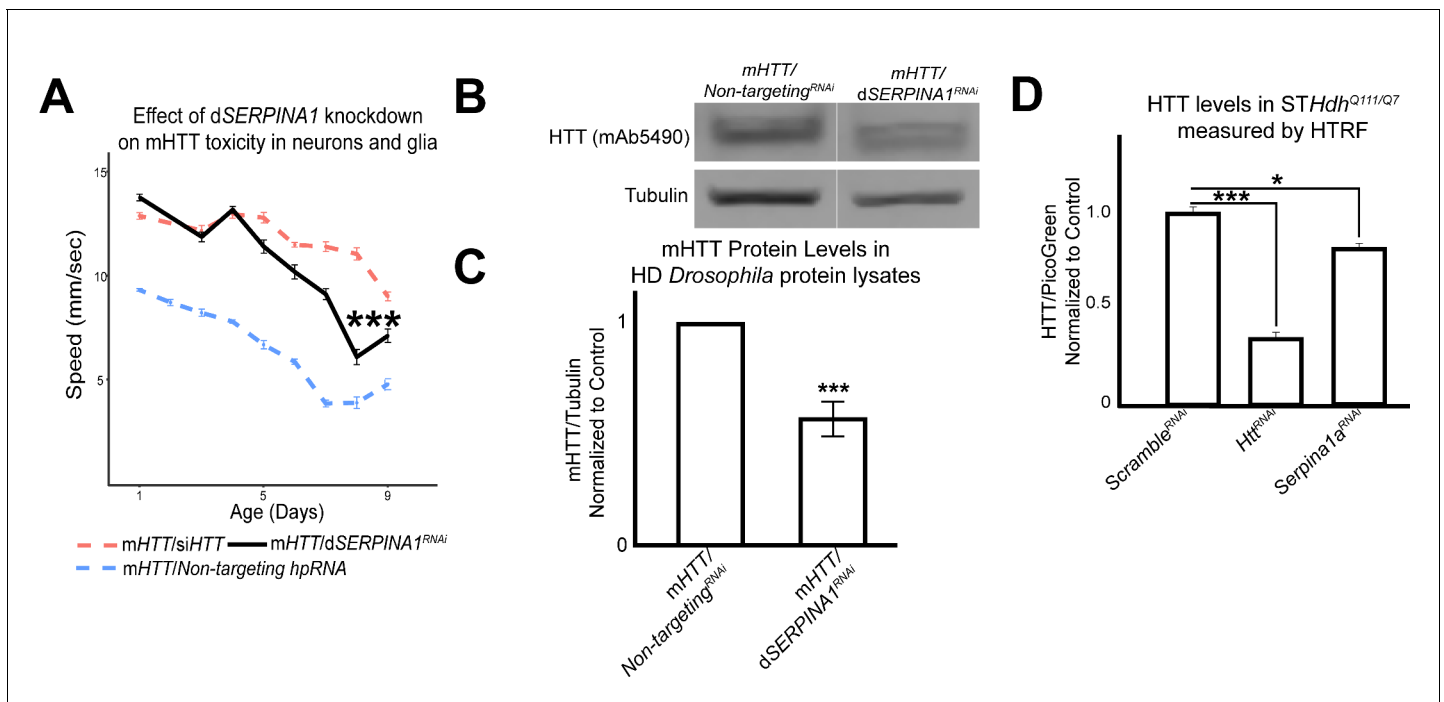 A
Effect of dSERPINA1 knockdown
on mHTT toxicity in neurons and glia
15
10
5
Speed (mm/sec)
1
5
9
Age (Days)
***
mHTT/siHTT
mHTT/dSERPINA1RNAi
mHTT/Non-targeting hpRNA
B
mHTT/
Non-targetingRNAi
mHTT/
dSERPINA1RNAi
HTT (mAb5490)
Tubulin
C
mHTT Protein Levels in
HD Drosophila protein lysates
mHTT/Tubulin
Normalized to Control
1
0
***
mHTT/
Non-targetingRNAi
mHTT/
dSERPINA1RNAi
D
HTT levels in STHdhQ111/Q7
measured by HTRF
HTT/PicoGreen
Normalized to Control
1.0
0.5
0
***
*
ScrambleRNAi
HttRNAi
Serpina1aRNAi